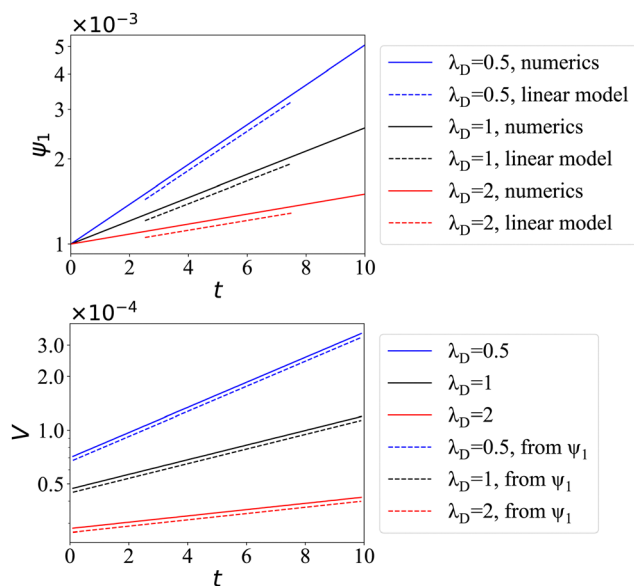 ×10⁻³
5
4
3
2
1
ψ₁
0 2 4 6 8 10
t
λ_D=0.5, numerics
λ_D=0.5, linear model
λ_D=1, numerics
λ_D=1, linear model
λ_D=2, numerics
λ_D=2, linear model
×10⁻⁴
3.0
2.0
1.0
0.5
V
0 2 4 6 8 10
t
λ_D=0.5
λ_D=1
λ_D=2
λ_D=0.5, from ψ₁
λ_D=1, from ψ₁
λ_D=2, from ψ₁